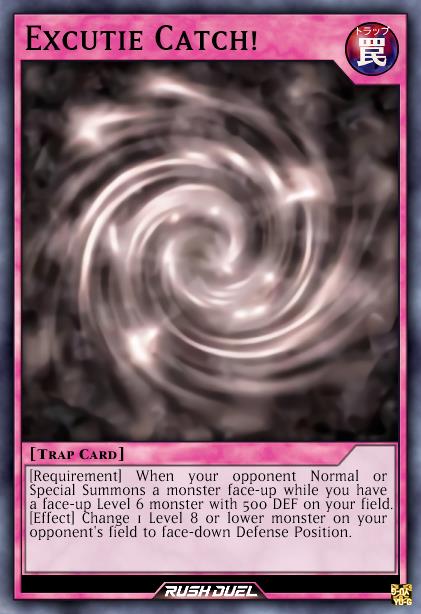 Excutie Catch!
トラップ
罠
[Trap Card]
[Requirement] When your opponent Normal or
Special Summons a monster face-up while you have
a face-up Level 6 monster with 500 DEF on your field.
[Effect] Change 1 Level 8 or lower monster on your
opponent's field to face-down Defense Position.
RUSH DUEL